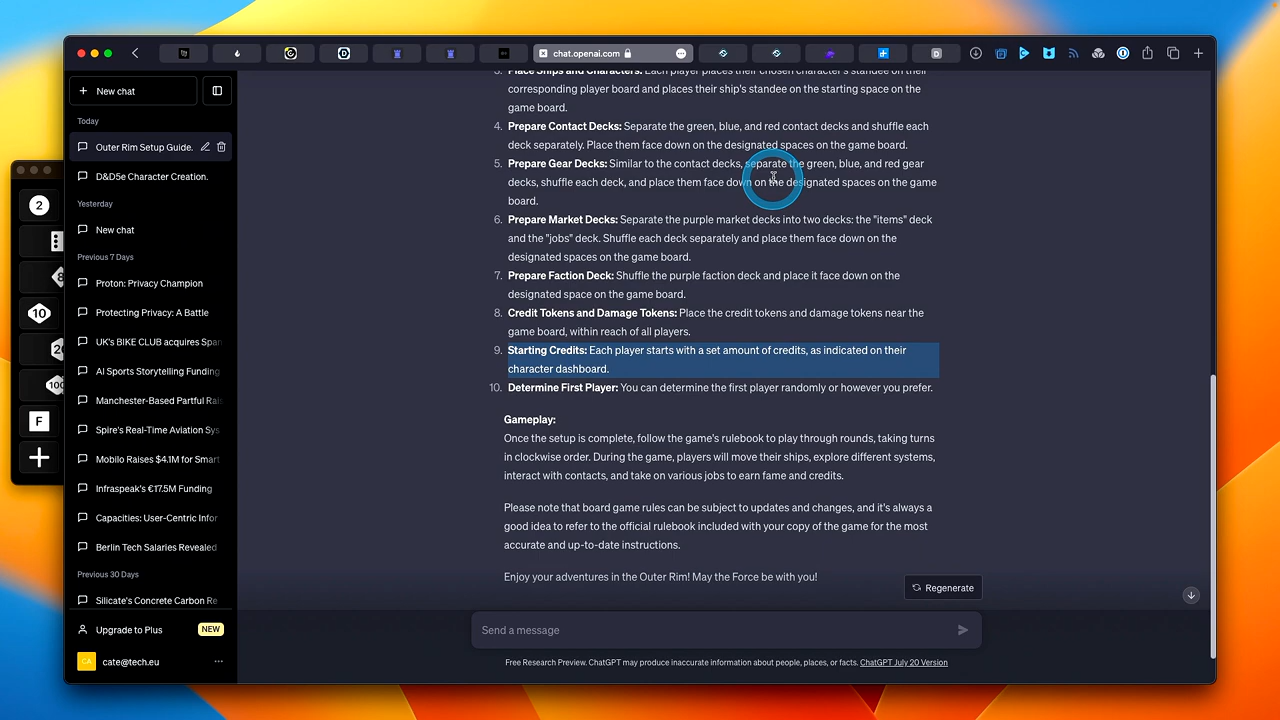 chat.openai.com
New chat
Today
Outer Rim Setup Guide.
D&D5e Character Creation.
Yesterday
New chat
Previous 7 Days
Proton: Privacy Champion
Protecting Privacy: A Battle
UK's BIKE CLUB acquires Span
AI Sports Storytelling Funding
Manchester-Based Partful Rais
Spire's Real-Time Aviation Sys
Mobilo Raises $4.1M for Smart
Infraspeak's €17.5M Funding
Capacities: User-Centric Infor
Berlin Tech Salaries Revealed
Previous 30 Days
Silicate's Concrete Carbon Re
Upgrade to Plus
NEW
CA
cate@tech.eu
2
8
10
20
100
F
3. Place Ships and Characters: Each player places their chosen character's standee on their
corresponding player board and places their ship's standee on the starting space on the
game board.
4. Prepare Contact Decks: Separate the green, blue, and red contact decks and shuffle each
deck separately. Place them face down on the designated spaces on the game board.
5. Prepare Gear Decks: Similar to the contact decks, separate the green, blue, and red gear
decks, shuffle each deck, and place them face down on the designated spaces on the game
board.
6. Prepare Market Decks: Separate the purple market decks into two decks: the "items" deck
and the "jobs" deck. Shuffle each deck separately and place them face down on the
designated spaces on the game board.
7. Prepare Faction Deck: Shuffle the purple faction deck and place it face down on the
designated space on the game board.
8. Credit Tokens and Damage Tokens: Place the credit tokens and damage tokens near the
game board, within reach of all players.
9. Starting Credits: Each player starts with a set amount of credits, as indicated on their
character dashboard.
10. Determine First Player: You can determine the first player randomly or however you prefer.
Gameplay:
Once the setup is complete, follow the game's rulebook to play through rounds, taking turns
in clockwise order. During the game, players will move their ships, explore different systems,
interact with contacts, and take on various jobs to earn fame and credits.
Please note that board game rules can be subject to updates and changes, and it's always a
good idea to refer to the official rulebook included with your copy of the game for the most
accurate and up-to-date instructions.
Enjoy your adventures in the Outer Rim! May the Force be with you!
Regenerate
Send a message
Free Research Preview. ChatGPT may produce inaccurate information about people, places, or facts. ChatGPT July 20 Version